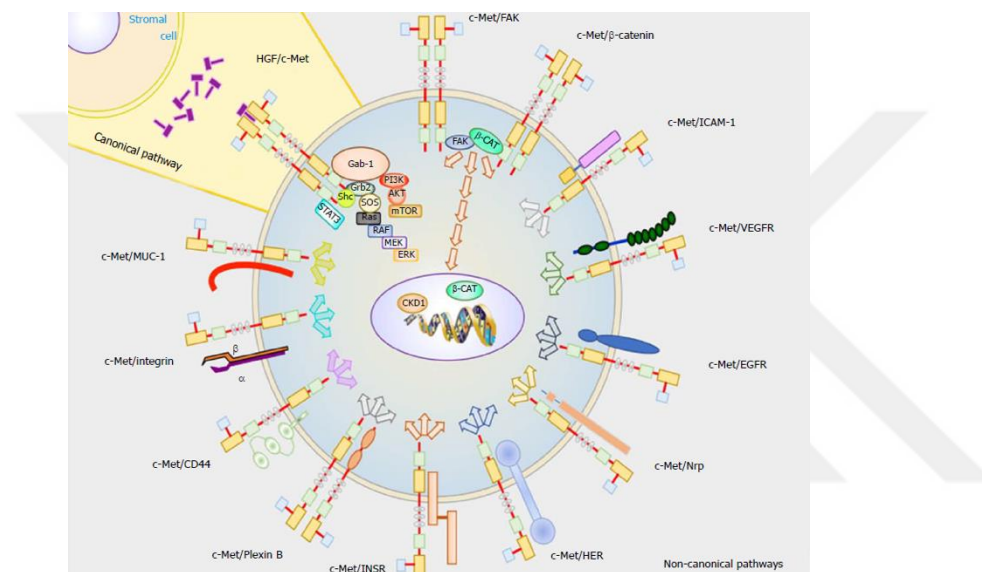 Stromal
cell
HGF/c-Met
Canonical pathway
c-Met/FAK
c-Met/β-catenin
c-Met/ICAM-1
c-Met/VEGFR
c-Met/EGFR
c-Met/Nrp
c-Met/HER
c-Met/INSR
c-Met/Plexin B
c-Met/CD44
c-Met/integrin
β
α
c-Met/MUC-1
Gab-1
Grb2
Shc
STAT3
SOS
Ras
RAF
MEK
ERK
PI3K
AKT
mTOR
FAK
β-CAT
CKD1
β-CAT
Non-canonical pathways